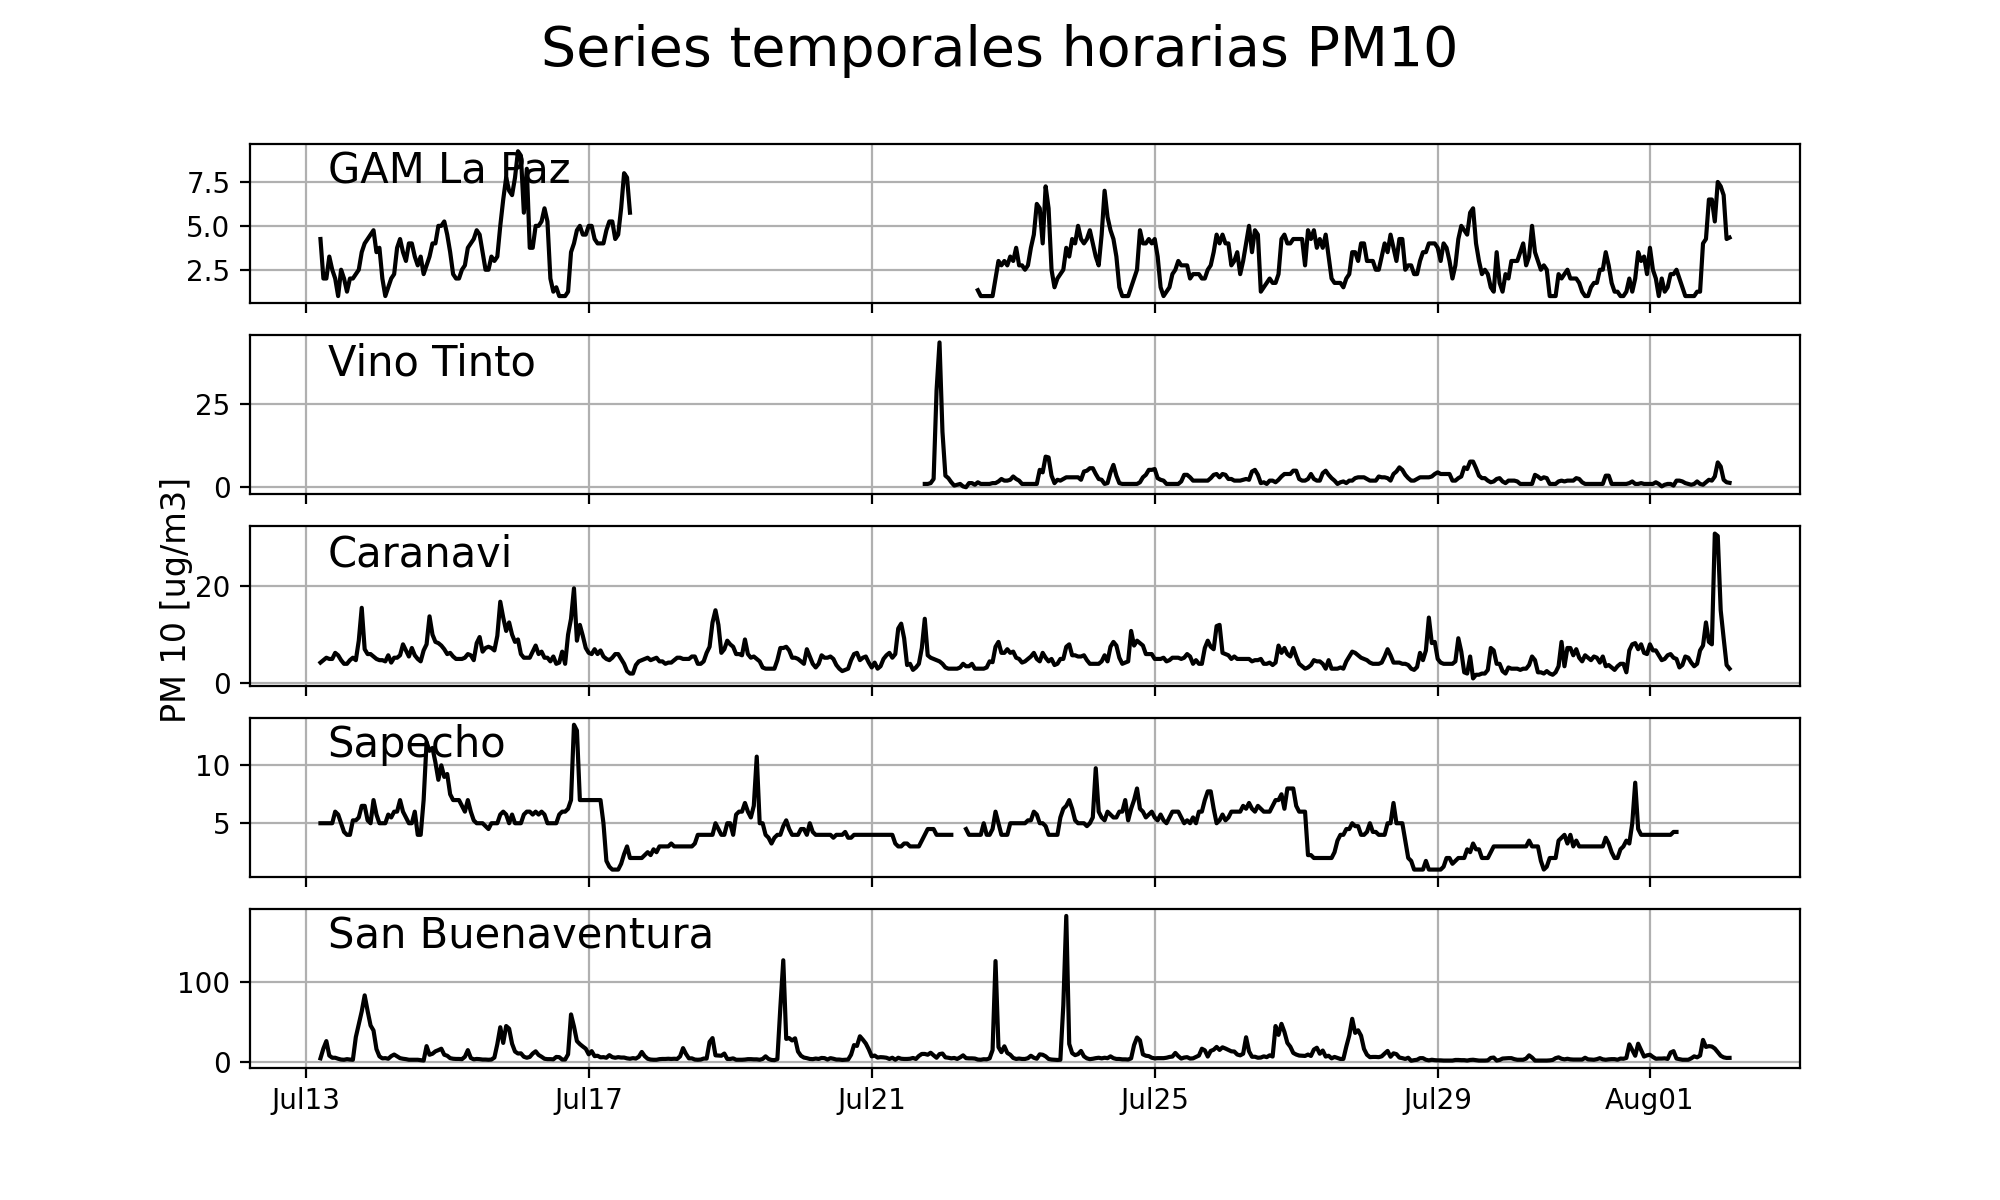 Series temporales horarias PM10
GAM La Paz
7.5
5.0
2.5
Vino Tinto
25
0
PM 10 [ug/m3]
Caranavi
20
0
Sapecho
10
5
San Buenaventura
100
0
Jul13 Jul17 Jul21 Jul25 Jul29 Aug01